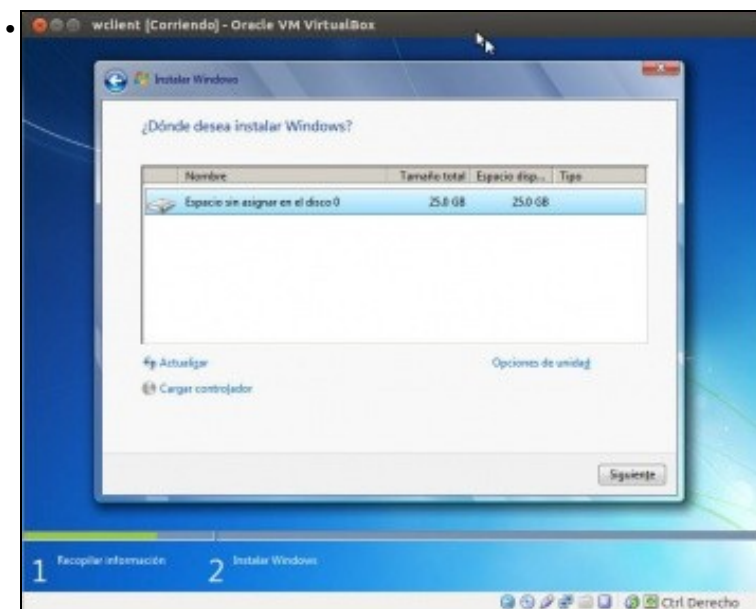 wclient [Corriendo] - Oracle VM VirtualBox
Instalar Windows
¿Dónde desea instalar Windows?
Nombre Tamaño total Espacio disp... Tipo
Espacio sin asignar en el disco 0 25.0 GB 25.0 GB
Actualizar Opciones de unidad
Cargar controlador
Siguiente
1 Recopilar información 2 Instalar Windows
Ctrl Derecho